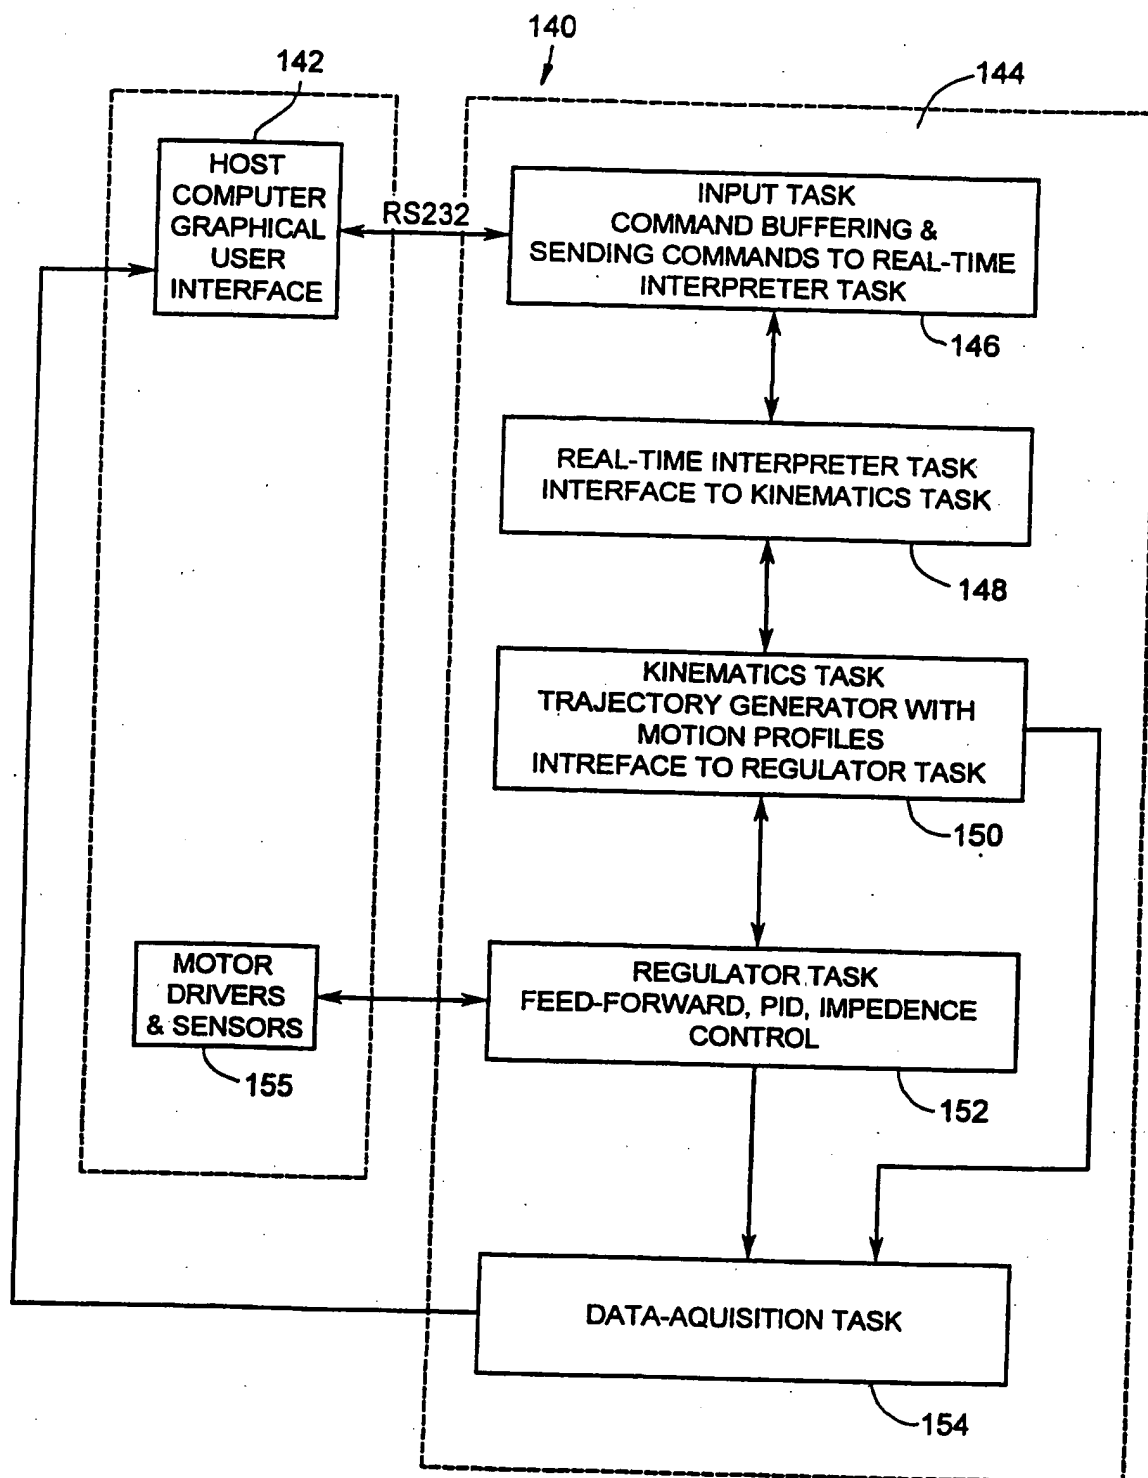 140
142
144
HOST
COMPUTER
GRAPHICAL
USER
INTERFACE
RS232
INPUT TASK
COMMAND BUFFERING &
SENDING COMMANDS TO REAL-TIME
INTERPRETER TASK
146
REAL-TIME INTERPRETER TASK
INTERFACE TO KINEMATICS TASK
148
KINEMATICS TASK
TRAJECTORY GENERATOR WITH
MOTION PROFILES
INTREFACE TO REGULATOR TASK
150
MOTOR
DRIVERS
& SENSORS
155
REGULATOR TASK
FEED-FORWARD, PID, IMPEDENCE
CONTROL
152
DATA-AQUISITION TASK
154